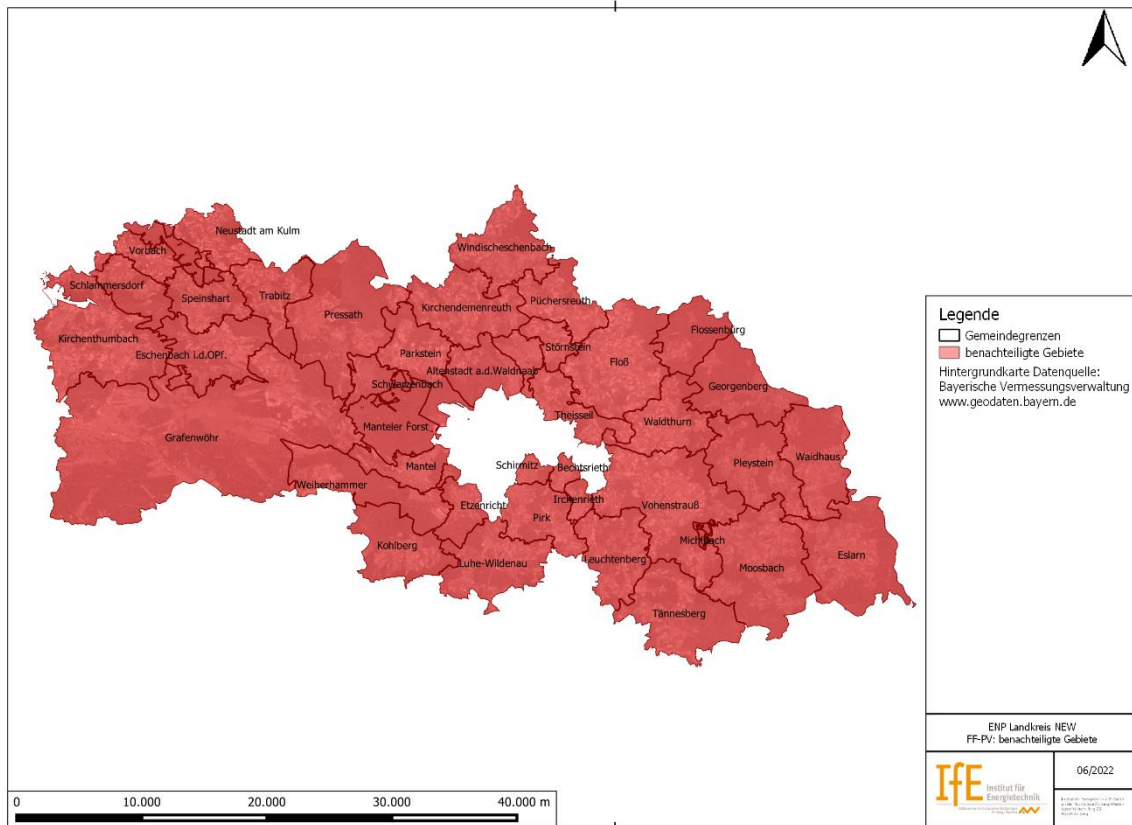 Neustadt am Kulm
Vorbach
Windischeschenbach
Schlammersdorf
Speinshart
Trabitz
Püchersreuth
Kirchendemenreuth
Pressath
Flossenbürg
Kirchenthumbach
Störnstein
Eschenbach i.d.OPf.
Parkstein
Floß
Altenstadt a.d.Waldnaab
Schwarzenbach
Georgenberg
Theisseil
Waldthurn
Manteler Forst
Grafenwöhr
Pleystein
Waidhaus
Mantel
Schirmitz
Bechtsrieth
Weiherhammer
Irchenrieth
Etzenricht
Vohenstrauß
Pirk
Michlbach
Kohlberg
Eslarn
Luhe-Wildenau
Leuchtenberg
Moosbach
Tännesberg
Legende
Gemeindegrenzen
benachteiligte Gebiete
Hintergrundkarte Datenquelle:
Bayerische Vermessungsverwaltung
www.geodaten.bayern.de
ENP Landkreis NEW
FF-PV: benachteiligte Gebiete
IfE Institut für
Energietechnik
06/2022
0 10.000 20.000 30.000 40.000 m